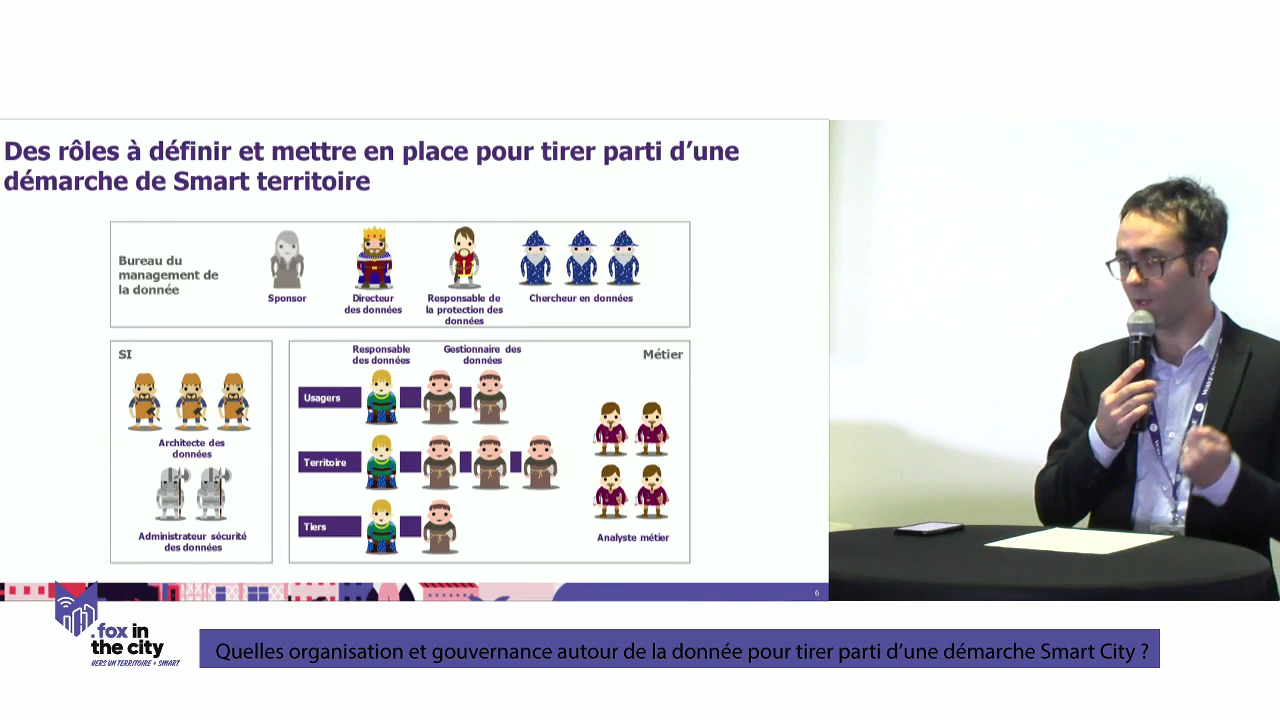 Des rôles à définir et mettre en place pour tirer parti d'une
démarche de Smart territoire
Bureau du
management de
la donnée
Sponsor
Directeur
des données
Responsable de
la protection des
données
Chercheur en données
SI
Architecte des
données
Administrateur sécurité
des données
Responsable
des données
Gestionnaire des
données
Métier
Usagers
Territoire
Tiers
Analyste métier
6
.fox in
the city
VERS UN TERRITOIRE + SMART
Quelles organisation et gouvernance autour de la donnée pour tirer parti d'une démarche Smart City ?